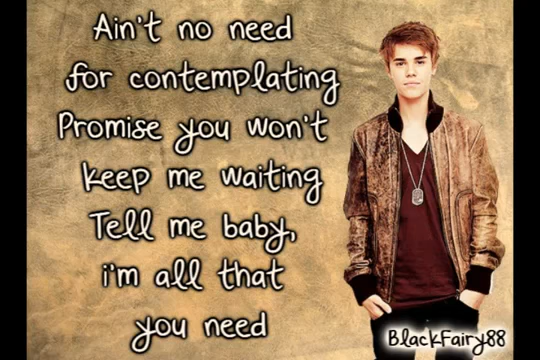 Ain't no need
for contemplating
Promise you won't
keep me waiting
Tell me baby,
i'm all that
you need
BlackFairy88